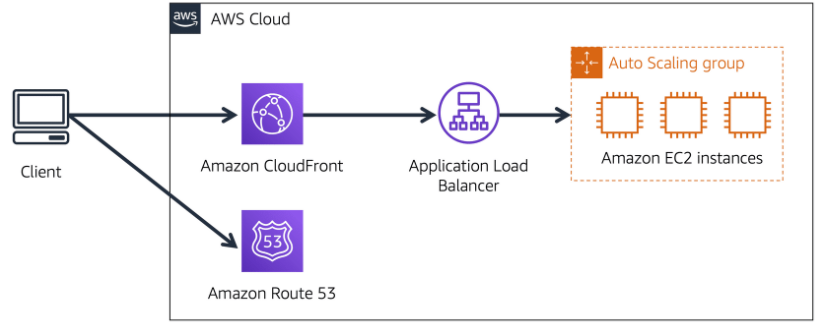 aws
AWS Cloud
Auto Scaling group
Client
Amazon CloudFront
Application Load
Balancer
Amazon EC2 instances
53
Amazon Route 53